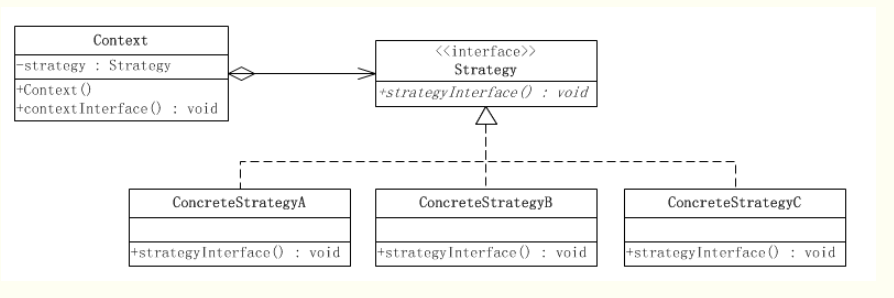 Context
-strategy : Strategy
+Context()
+contextInterface() : void
<<interface>>
Strategy
+strategyInterface() : void
ConcreteStrategyA
+strategyInterface() : void
ConcreteStrategyB
+strategyInterface() : void
ConcreteStrategyC
+strategyInterface() : void